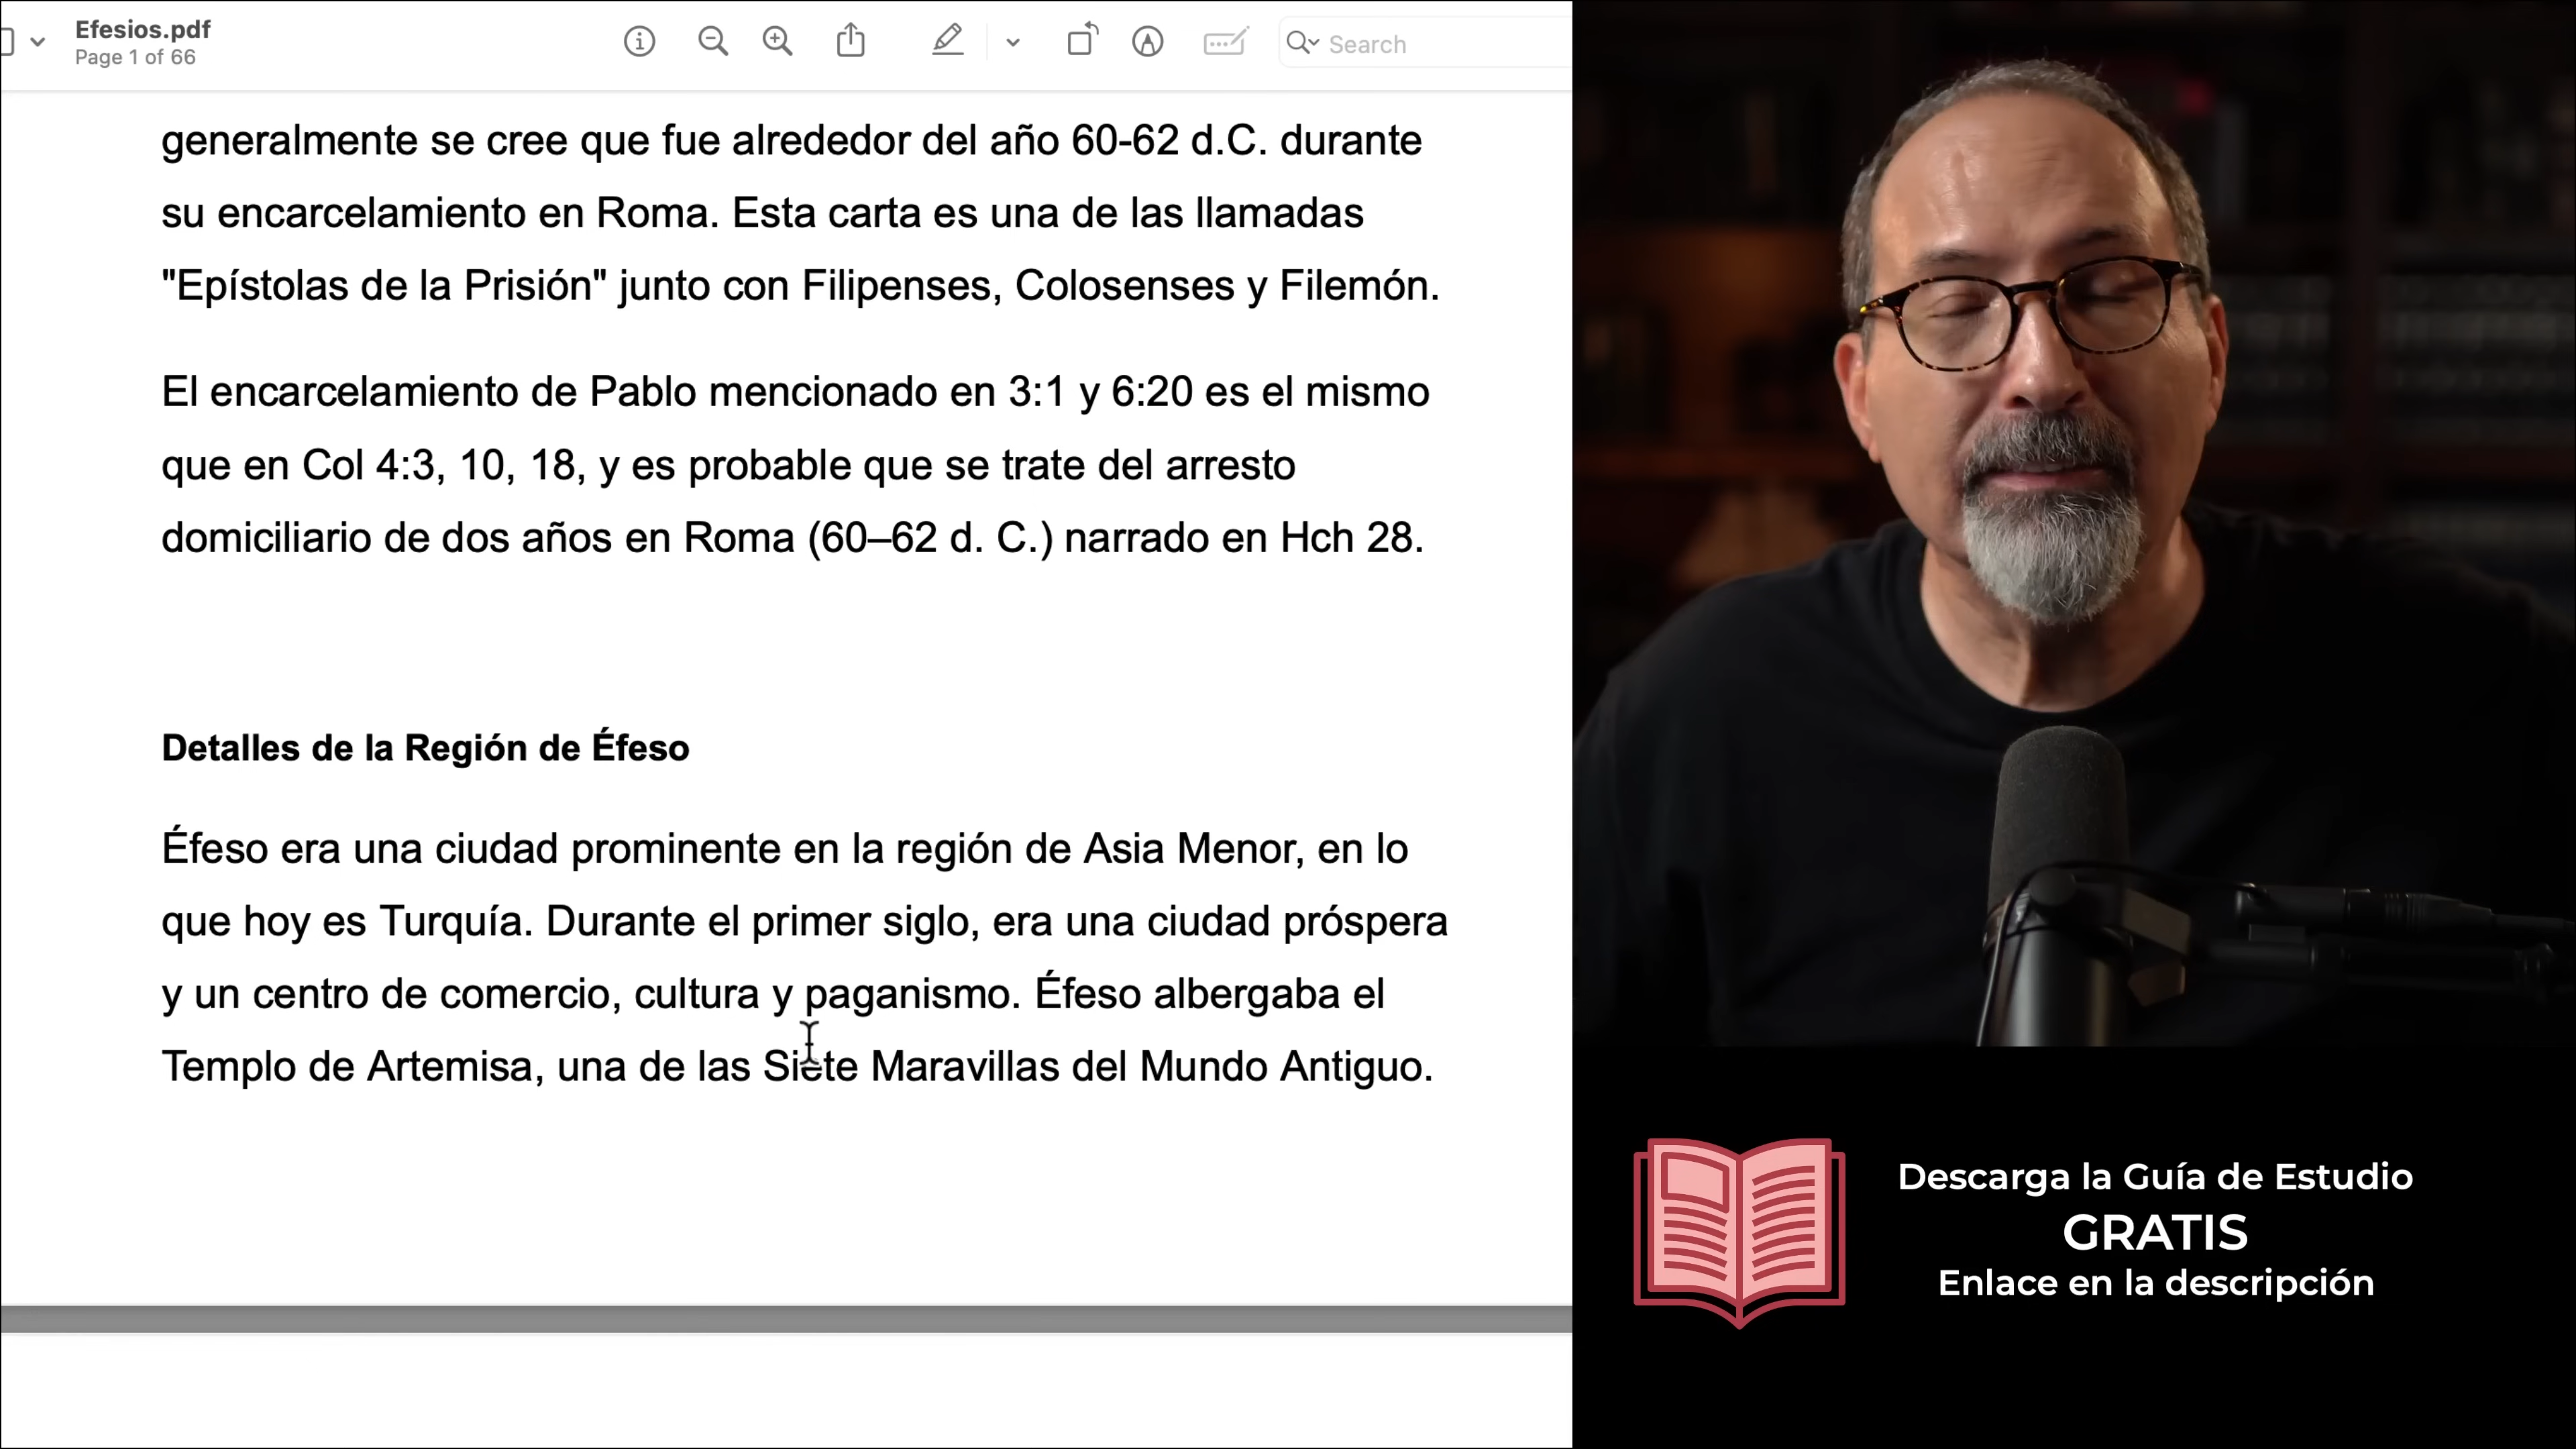 Efesios.pdf
Page 1 of 66
Search
generalmente se cree que fue alrededor del año 60-62 d.C. durante
su encarcelamiento en Roma. Esta carta es una de las llamadas
"Epístolas de la Prisión" junto con Filipenses, Colosenses y Filemón.
El encarcelamiento de Pablo mencionado en 3:1 y 6:20 es el mismo
que en Col 4:3, 10, 18, y es probable que se trate del arresto
domiciliario de dos años en Roma (60–62 d. C.) narrado en Hch 28.
Detalles de la Región de Éfeso
Éfeso era una ciudad prominente en la región de Asia Menor, en lo
que hoy es Turquía. Durante el primer siglo, era una ciudad próspera
y un centro de comercio, cultura y paganismo. Éfeso albergaba el
Templo de Artemisa, una de las Siete Maravillas del Mundo Antiguo.
Descarga la Guía de Estudio
GRATIS
Enlace en la descripción